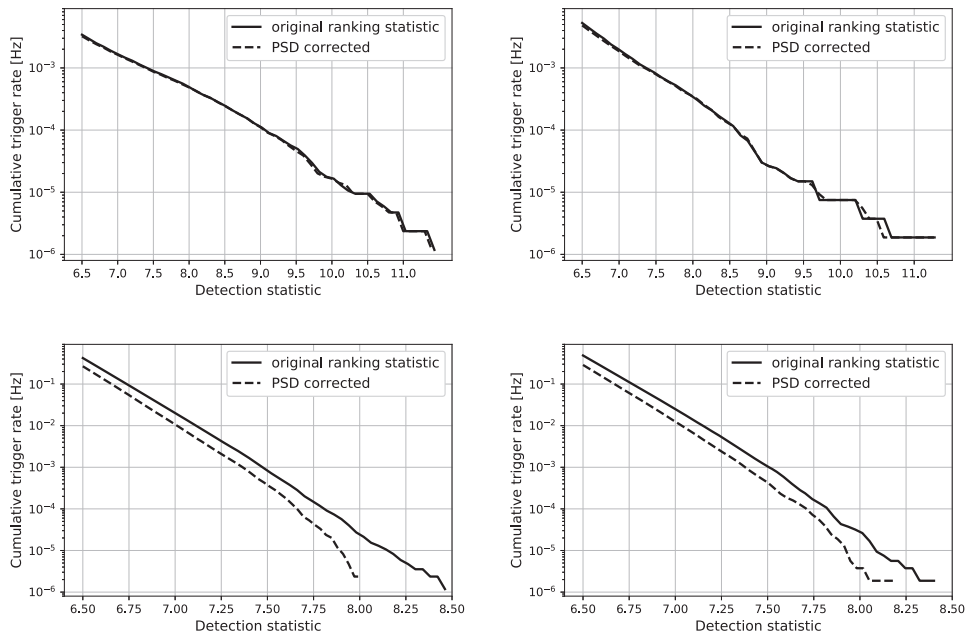 original ranking statistic
PSD corrected
10⁻³
10⁻⁴
10⁻⁵
10⁻⁶
Cumulative trigger rate [Hz]
6.5 7.0 7.5 8.0 8.5 9.0 9.5 10.0 10.5 11.0
Detection statistic
original ranking statistic
PSD corrected
10⁻³
10⁻⁴
10⁻⁵
10⁻⁶
Cumulative trigger rate [Hz]
6.5 7.0 7.5 8.0 8.5 9.0 9.5 10.0 10.5 11.0
Detection statistic
original ranking statistic
PSD corrected
10⁻¹
10⁻²
10⁻³
10⁻⁴
10⁻⁵
10⁻⁶
Cumulative trigger rate [Hz]
6.50 6.75 7.00 7.25 7.50 7.75 8.00 8.25 8.50
Detection statistic
original ranking statistic
PSD corrected
10⁻¹
10⁻²
10⁻³
10⁻⁴
10⁻⁵
10⁻⁶
Cumulative trigger rate [Hz]
6.50 6.75 7.00 7.25 7.50 7.75 8.00 8.25 8.50
Detection statistic